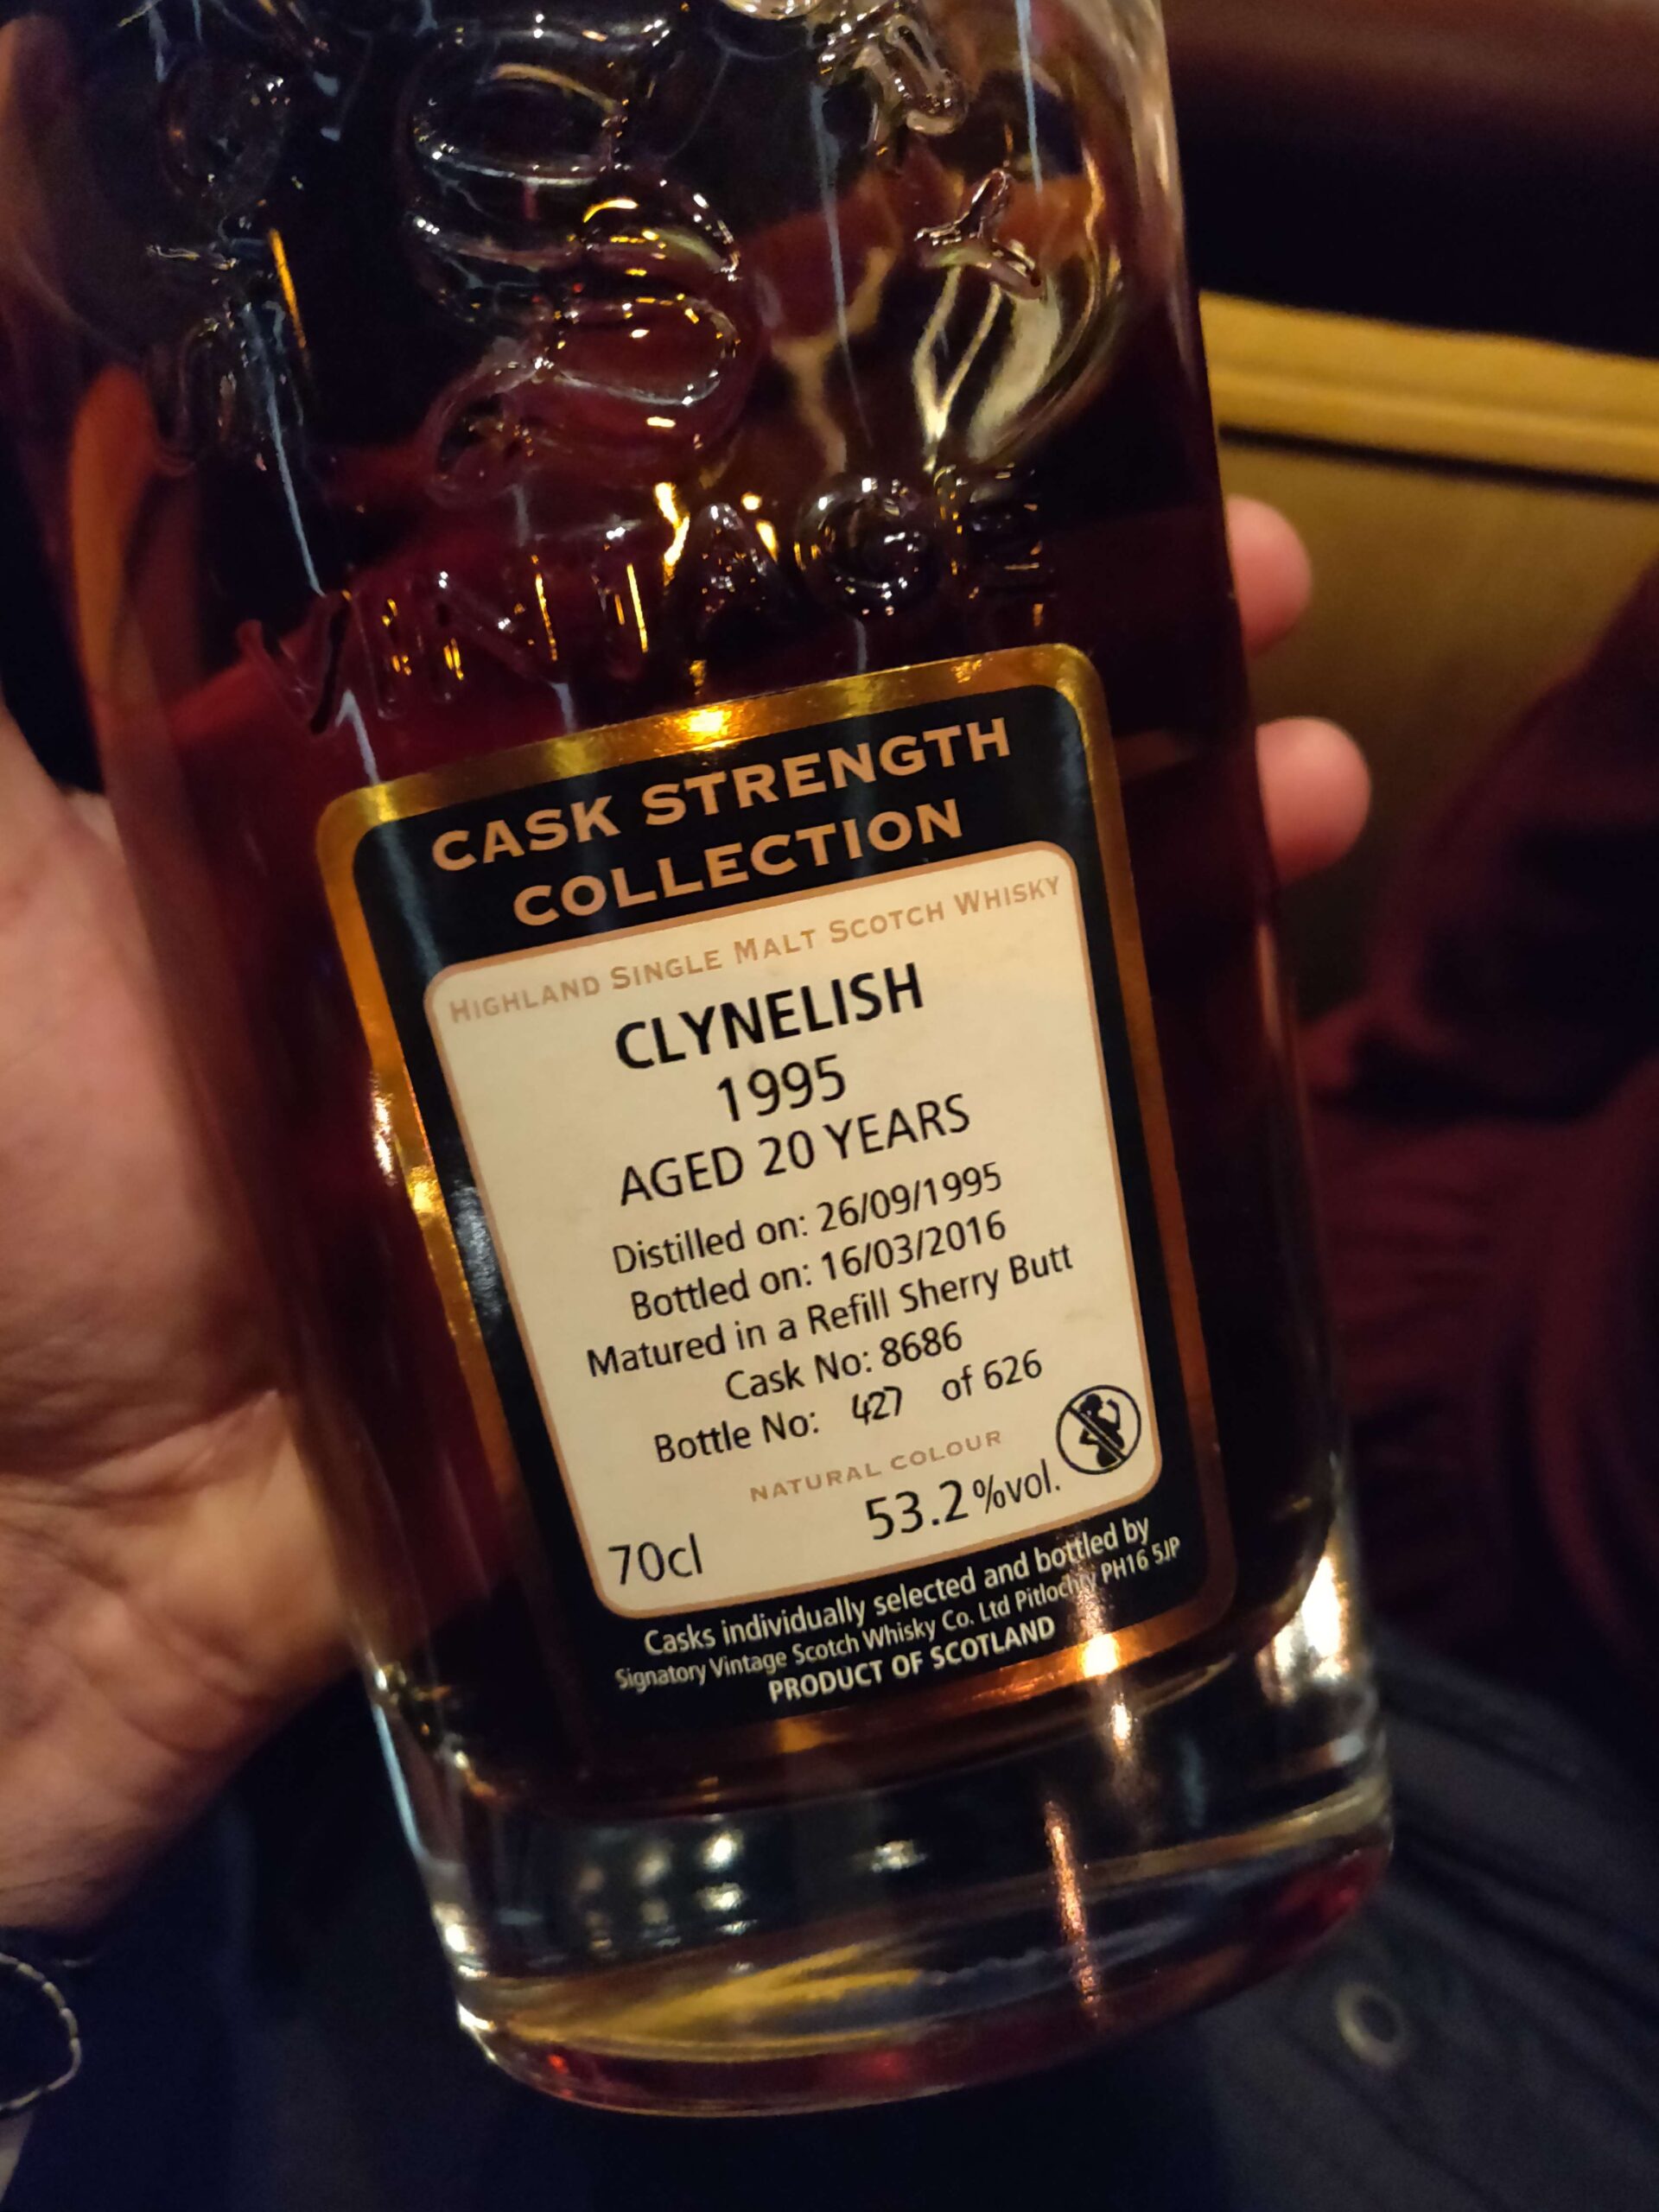 VINTAGE
CASK STRENGTH
COLLECTION
HIGHLAND SINGLE MALT SCOTCH WHISKY
CLYNELISH
1995
AGED 20 YEARS
Distilled on: 26/09/1995
Bottled on: 16/03/2016
Matured in a Refill Sherry Butt
Cask No: 8686
Bottle No: 427 of 626
NATURAL COLOUR
70cl 53.2%vol.
Casks individually selected and bottled by
Signatory Vintage Scotch Whisky Co. Ltd Pitlochry PH16 5JP
PRODUCT OF SCOTLAND